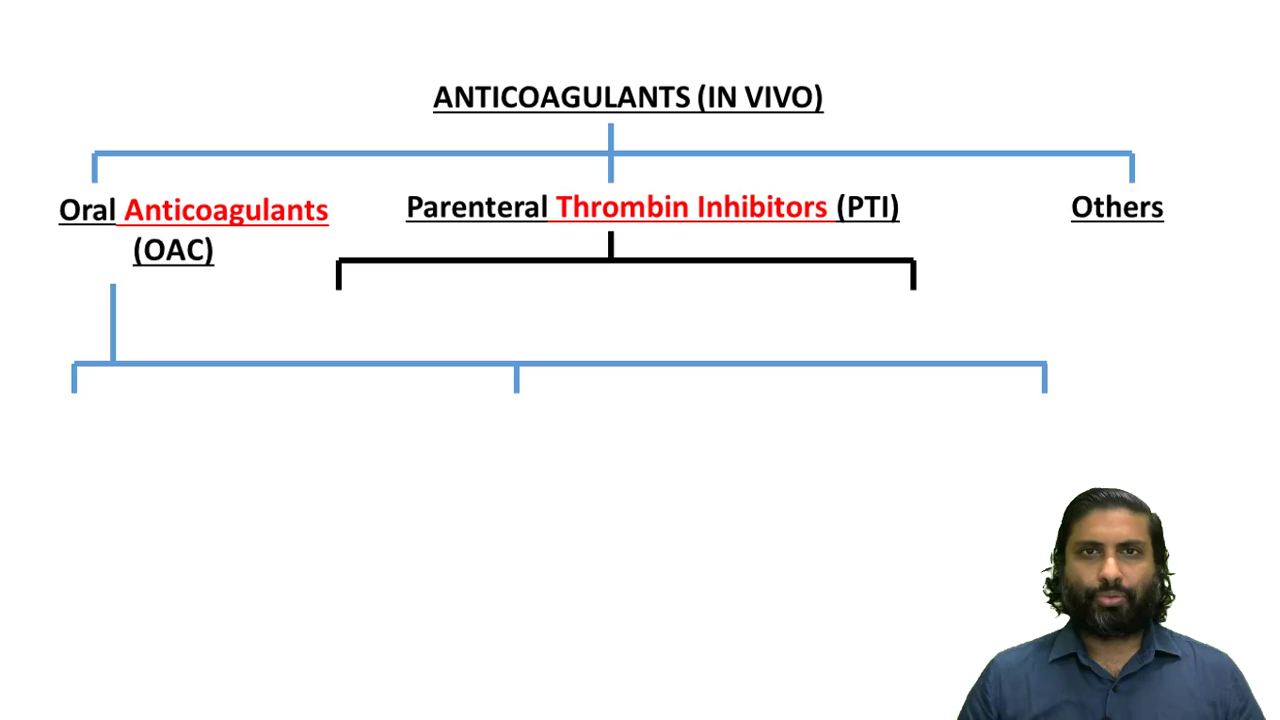 ANTICOAGULANTS (IN VIVO)
Oral Anticoagulants
(OAC)
Parenteral Thrombin Inhibitors (PTI)
Others